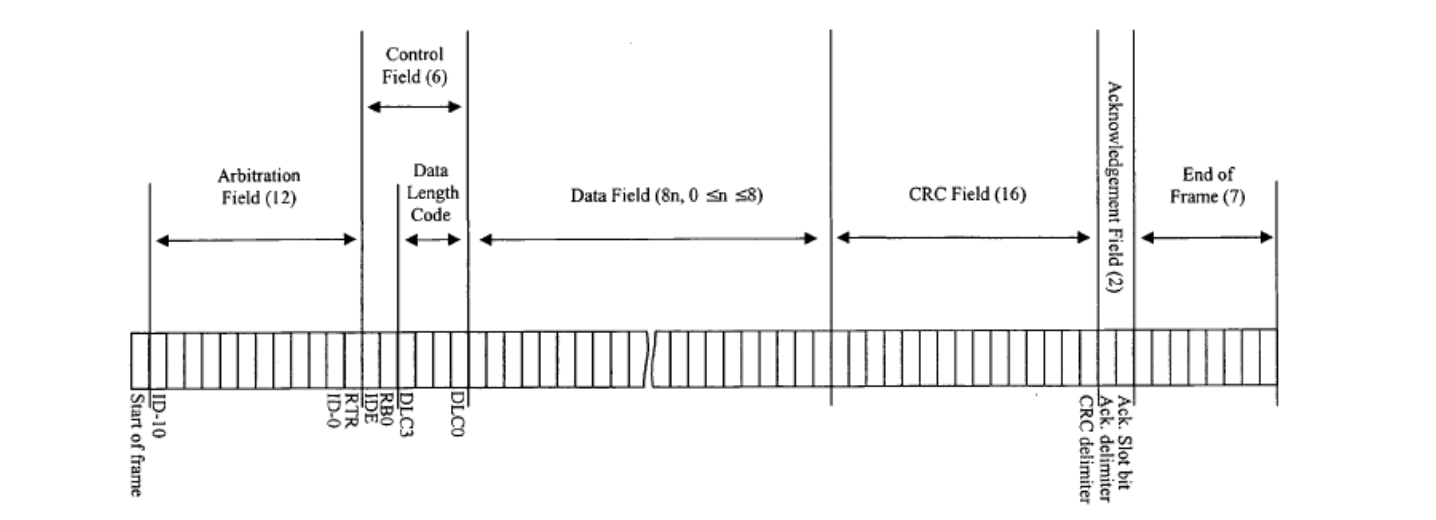 Control
Field (6)
Arbitration
Field (12)
Data
Length
Code
Data Field (8n, 0 ≤n ≤8)
CRC Field (16)
Acknowledgement Field (2)
End of
Frame (7)
Start of frame
ID-10
ID-0
RTR
IDE
RB0
DLC3
DLC0
CRC delimiter
Ack. delimiter
Ack. Slot bit